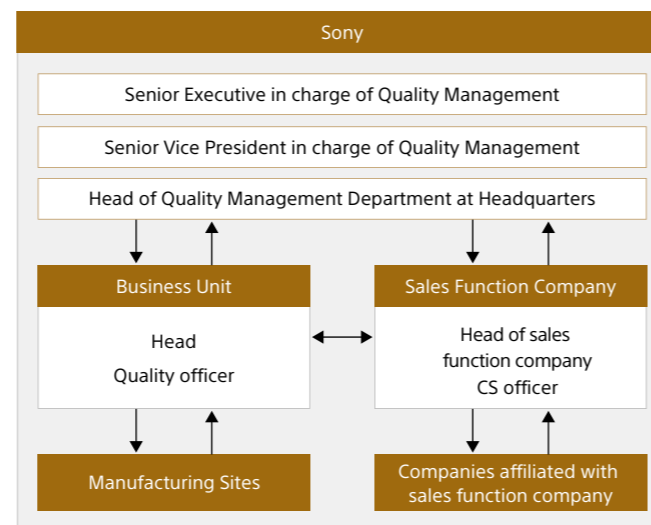 Sony
Senior Executive in charge of Quality Management
Senior Vice President in charge of Quality Management
Head of Quality Management Department at Headquarters
Business Unit
Head
Quality officer
Sales Function Company
Head of sales
function company
CS officer
Manufacturing Sites
Companies affiliated with
sales function company